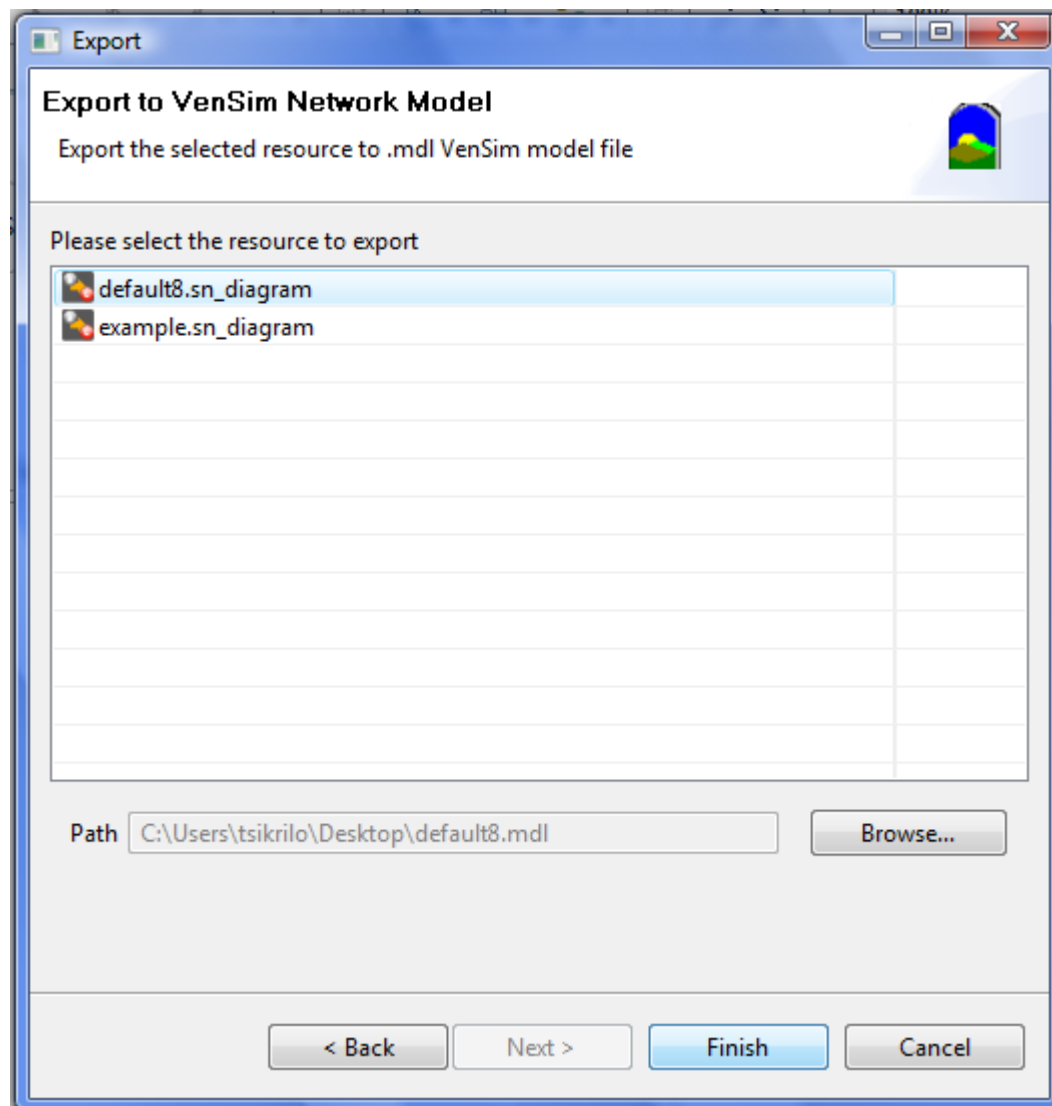 Export
Export to VenSim Network Model
Export the selected resource to .mdl VenSim model file
Please select the resource to export
default8.sn_diagram
example.sn_diagram
Path C:\Users\tsikrilo\Desktop\default8.mdl Browse...
< Back Next > Finish Cancel